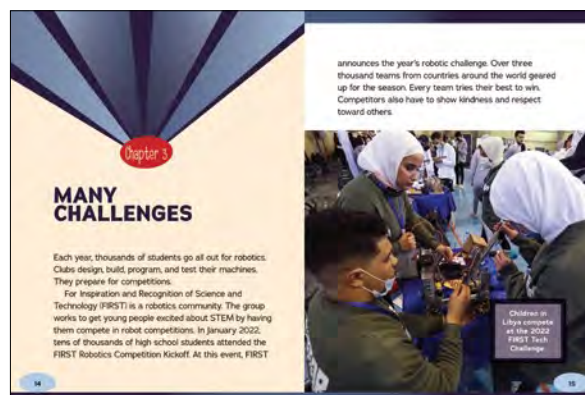 Chapter 3
MANY
CHALLENGES
Each year, thousands of students go all out for robotics.
Clubs design, build, program, and test their machines.
They prepare for competitions.
For Inspiration and Recognition of Science and
Technology (FIRST) is a robotics community. The group
works to get young people excited about STEM by having
them compete in robot competitions. In January 2022,
tens of thousands of high school students attended the
FIRST Robotics Competition Kickoff. At this event, FIRST
14
announces the year's robotic challenge. Over three
thousand teams from countries around the world geared
up for the season. Every team tries their best to win.
Competitors also have to show kindness and respect
toward others.
Children in
Libya compete
at the 2022
FIRST Tech
Challenge.
15